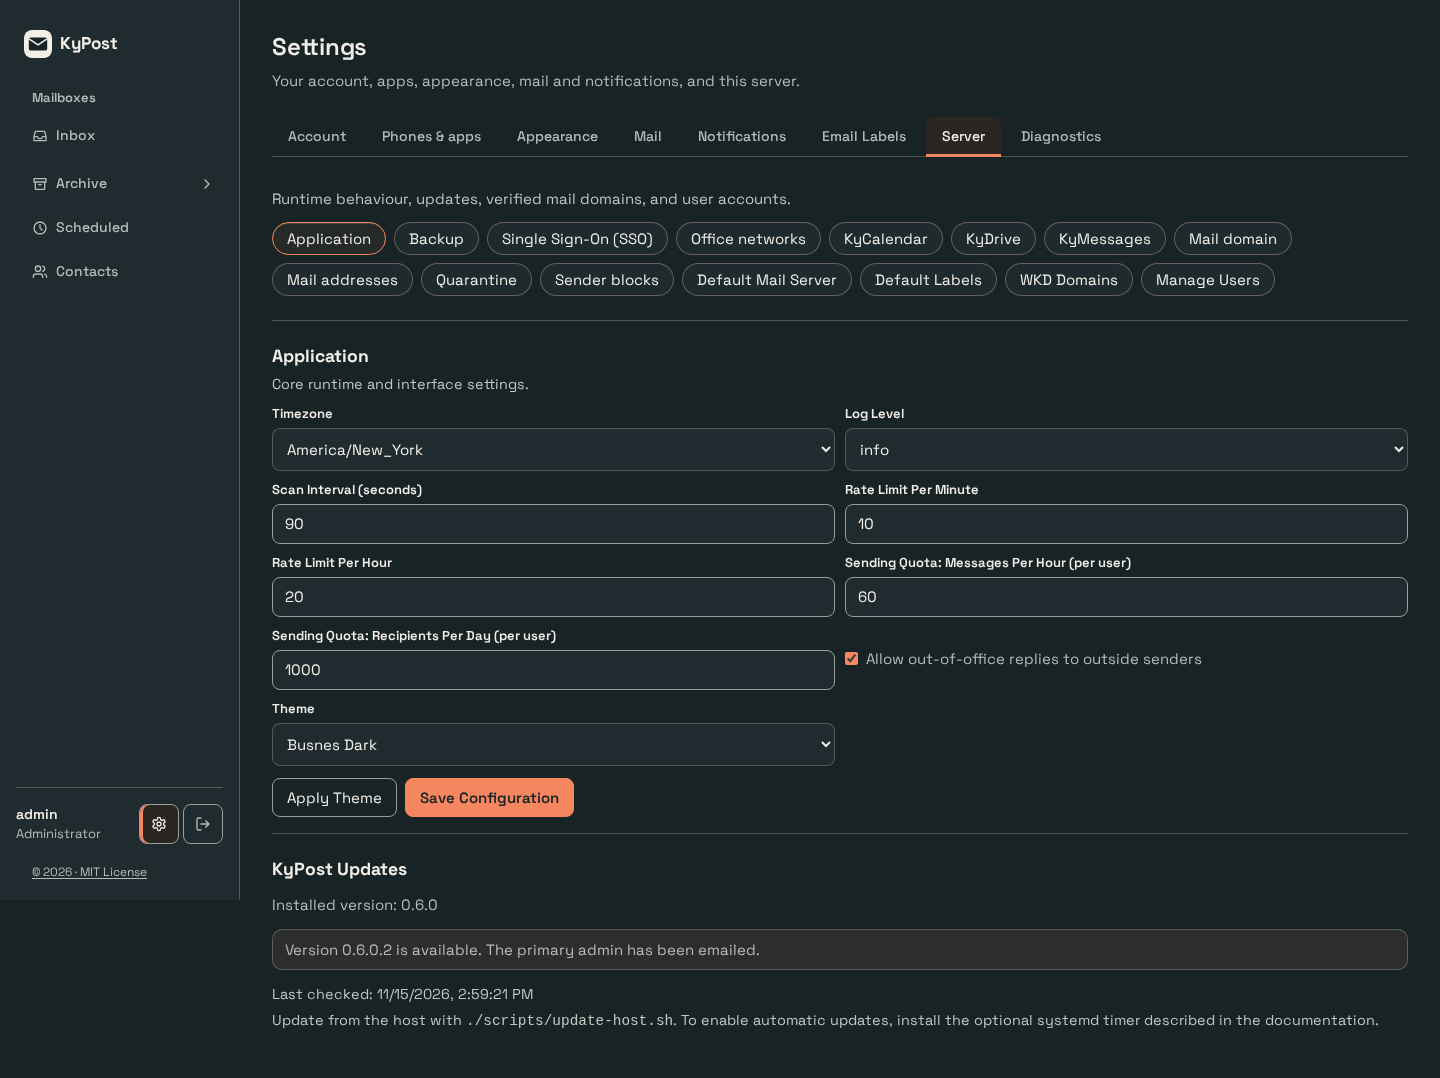 KyPost
Mailboxes
Inbox
Archive
Scheduled
Contacts
admin
Administrator
© 2026 · MIT License
Settings
Your account, apps, appearance, mail and notifications, and this server.
Account Phones & apps Appearance Mail Notifications Email Labels Server Diagnostics
Runtime behaviour, updates, verified mail domains, and user accounts.
Application Backup Single Sign-On (SSO) Office networks KyCalendar KyDrive KyMessages Mail domain
Mail addresses Quarantine Sender blocks Default Mail Server Default Labels WKD Domains Manage Users
Application
Core runtime and interface settings.
Timezone Log Level
America/New_York info
Scan Interval (seconds) Rate Limit Per Minute
90 10
Rate Limit Per Hour Sending Quota: Messages Per Hour (per user)
20 60
Sending Quota: Recipients Per Day (per user)
1000 Allow out-of-office replies to outside senders
Theme
Busnes Dark
Apply Theme Save Configuration
KyPost Updates
Installed version: 0.6.0
Version 0.6.0.2 is available. The primary admin has been emailed.
Last checked: 11/15/2026, 2:59:21 PM
Update from the host with ./scripts/update-host.sh. To enable automatic updates, install the optional systemd timer described in the documentation.